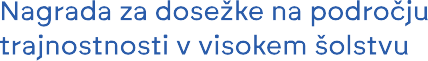 Nagrada za dosežke na področju
trajnostnosti v visokem šolstvu